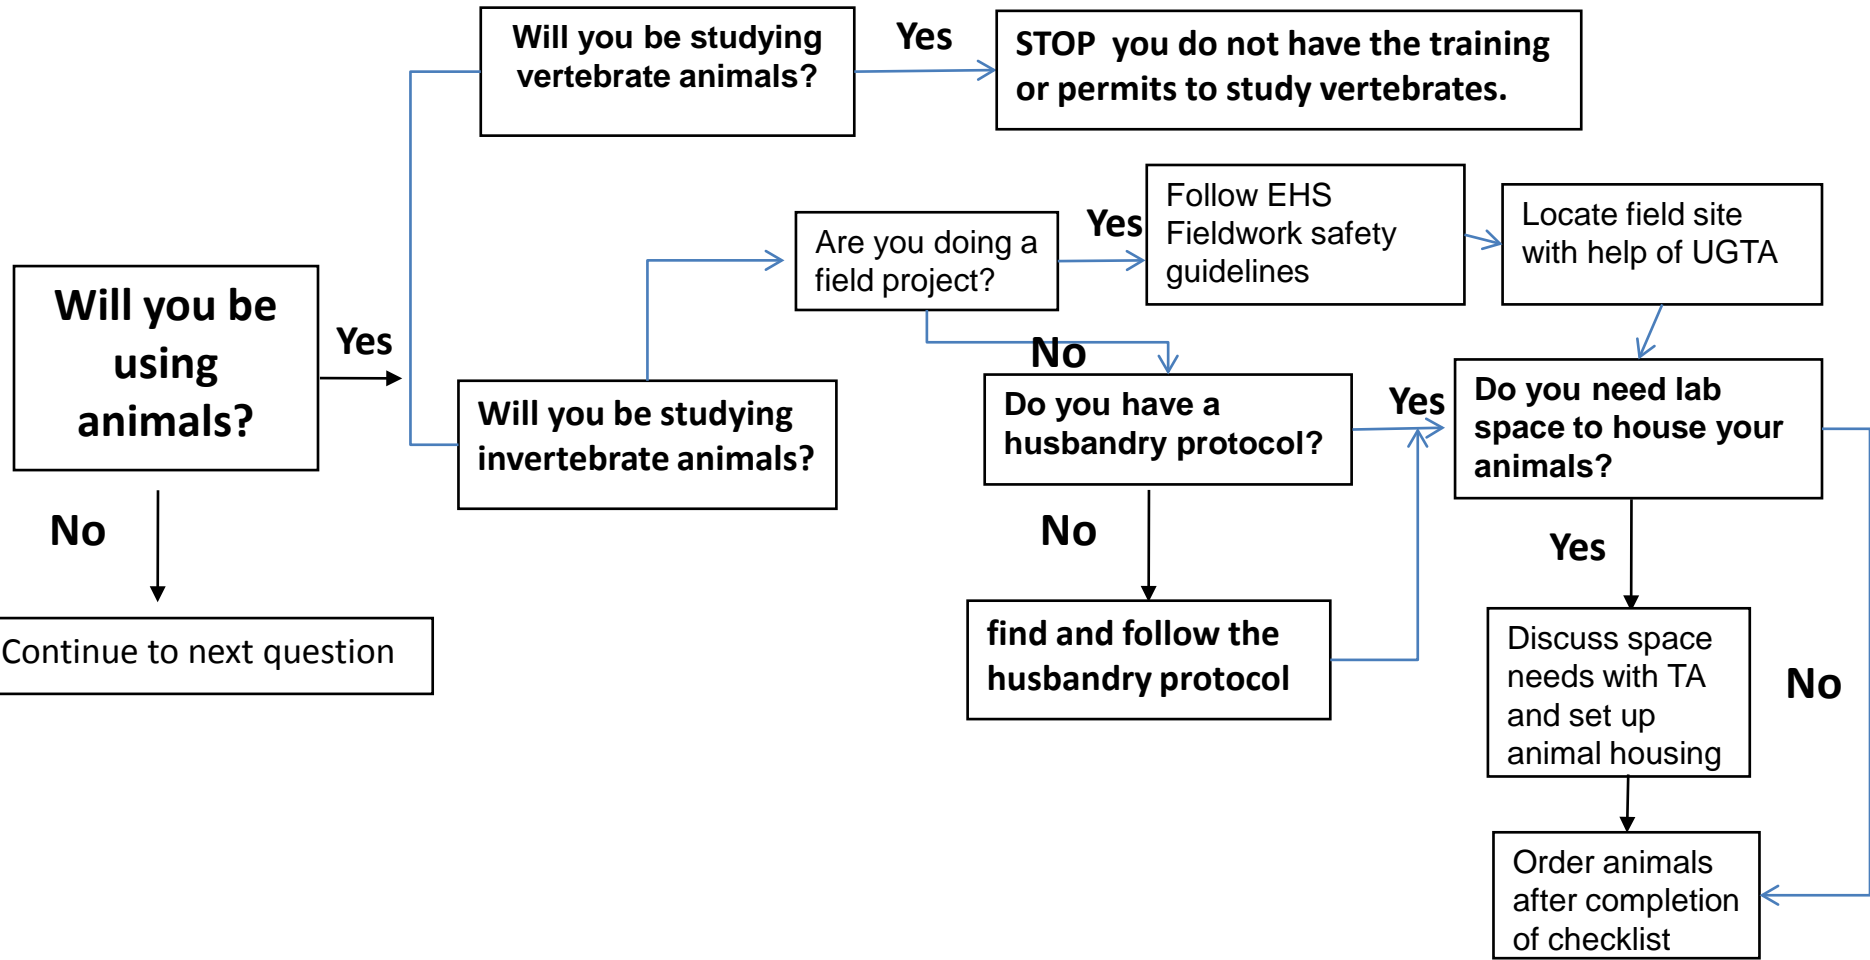 Will you be studying
vertebrate animals?
Yes
STOP  you do not have the training
or permits to study vertebrates.
Will you be
using
animals?
Yes
No
Continue to next question
Will you be studying
invertebrate animals?
Are you doing a
field project?
Yes
Follow EHS
Fieldwork safety
guidelines
Locate field site
with help of UGTA
No
Do you have a
husbandry protocol?
Yes
No
find and follow the
husbandry protocol
Do you need lab
space to house your
animals?
Yes
No
Discuss space
needs with TA
and set up
animal housing
Order animals
after completion
of checklist